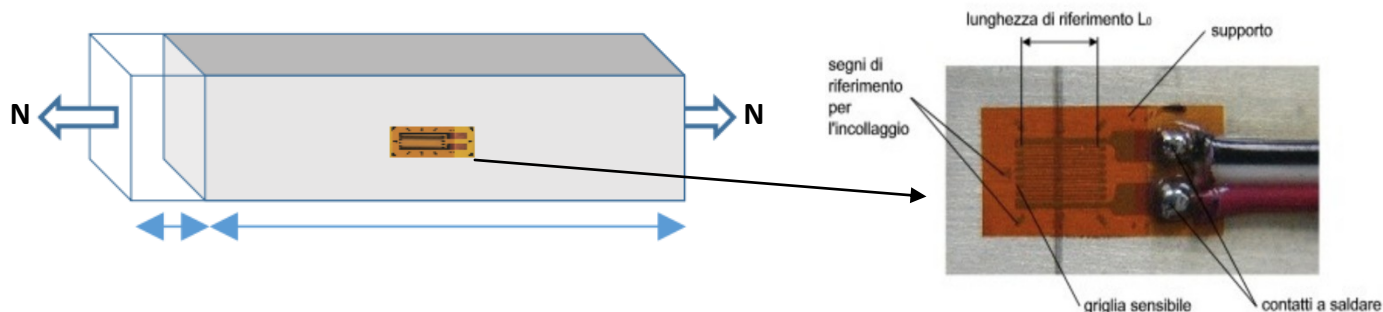 N
N
lunghezza di riferimento L₀
supporto
segni di
riferimento
per
l'incollaggio
griglia sensibile
contatti a saldare